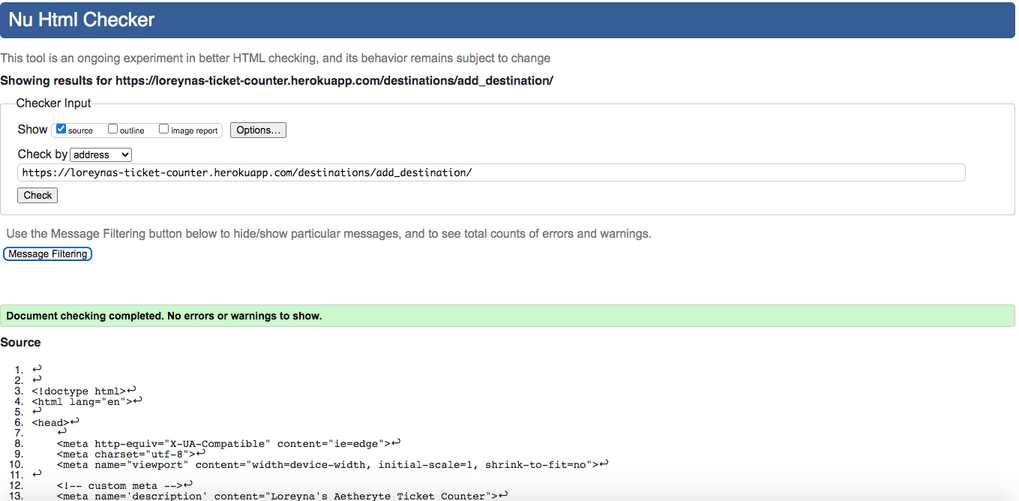 Nu Html Checker
This tool is an ongoing experiment in better HTML checking, and its behavior remains subject to change
Showing results for https://loreynas-ticket-counter.herokuapp.com/destinations/add_destination/
Checker Input
Show source outline image report Options...
Check by address
https://loreynas-ticket-counter.herokuapp.com/destinations/add_destination/
Check
Use the Message Filtering button below to hide/show particular messages, and to see total counts of errors and warnings.
Message Filtering
Document checking completed. No errors or warnings to show.
Source
1. ↩
2. ↩
3. <!doctype html>↩
4. <html lang="en">↩
5. ↩
6. <head>↩
7. ↩
8. <meta http-equiv="X-UA-Compatible" content="ie=edge">↩
9. <meta charset="utf-8">↩
10. <meta name="viewport" content="width=device-width, initial-scale=1, shrink-to-fit=no">↩
11. ↩
12. <!-- custom meta -->↩
13. <meta name='description' content="Loreyna's Aetheryte Ticket Counter">↩